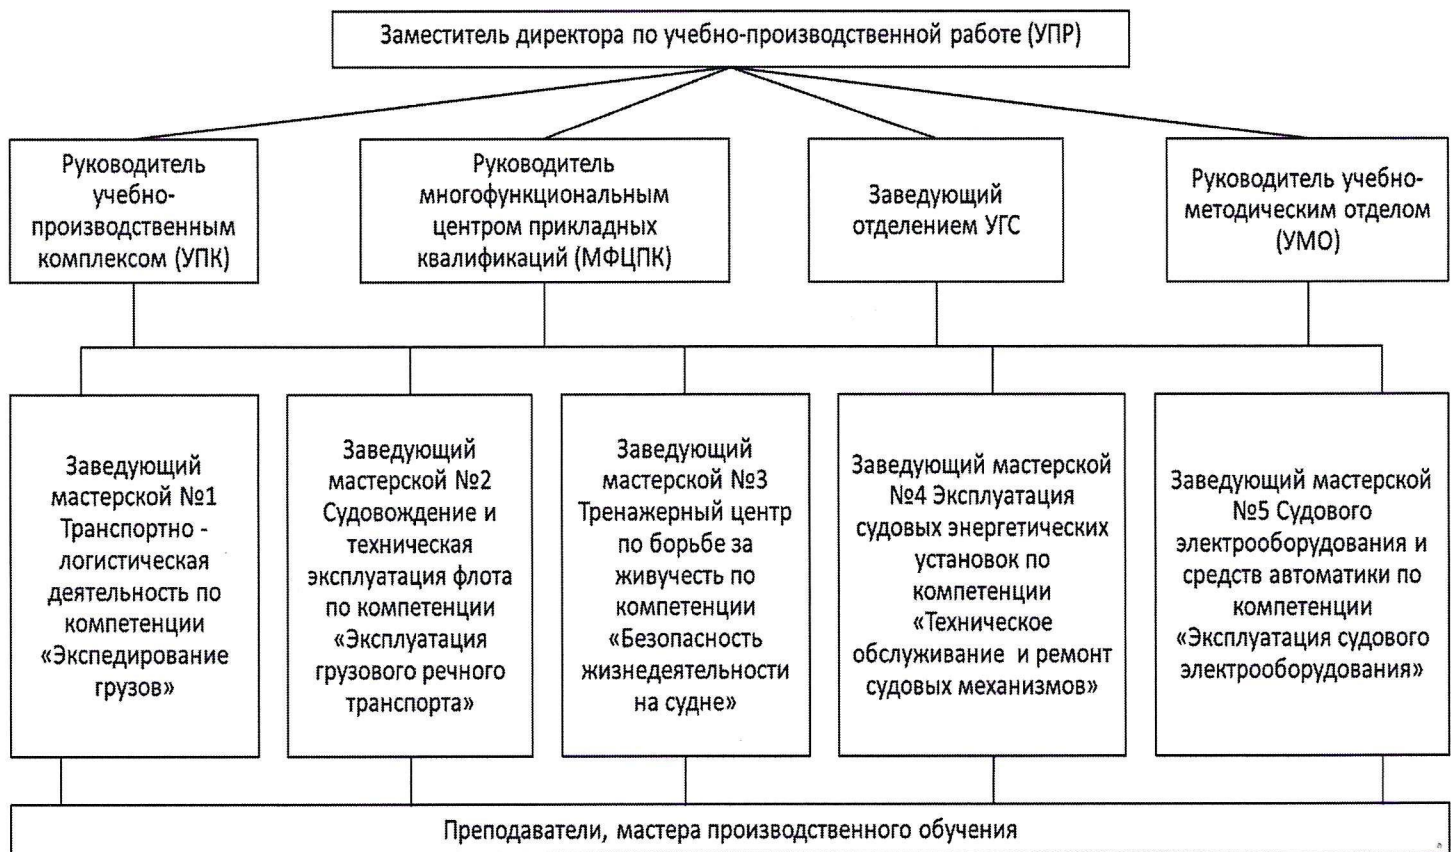 Заместитель директора по учебно-производственной работе (УПР)
Руководитель
учебно-
производственным
комплексом (УПК)
Руководитель
многофункциональным
центром прикладных
квалификаций (МФЦПК)
Заведующий
отделением УГС
Руководитель учебно-
методическим отделом
(УМО)
Заведующий
мастерской №1
Транспортно -
логистическая
деятельность по
компетенции
«Экспедирование
грузов»
Заведующий
мастерской №2
Судовождение и
техническая
эксплуатация флота
по компетенции
«Эксплуатация
грузового речного
транспорта»
Заведующий
мастерской №3
Тренажерный центр
по борьбе за
живучесть по
компетенции
«Безопасность
жизнедеятельности
на судне»
Заведующий мастерской
№4 Эксплуатация
судовых энергетических
установок по
компетенции
«Техническое
обслуживание и ремонт
судовых механизмов»
Заведующий мастерской
№5 Судового
электрооборудования и
средств автоматики по
компетенции
«Эксплуатация судового
электрооборудования»
Преподаватели, мастера производственного обучения